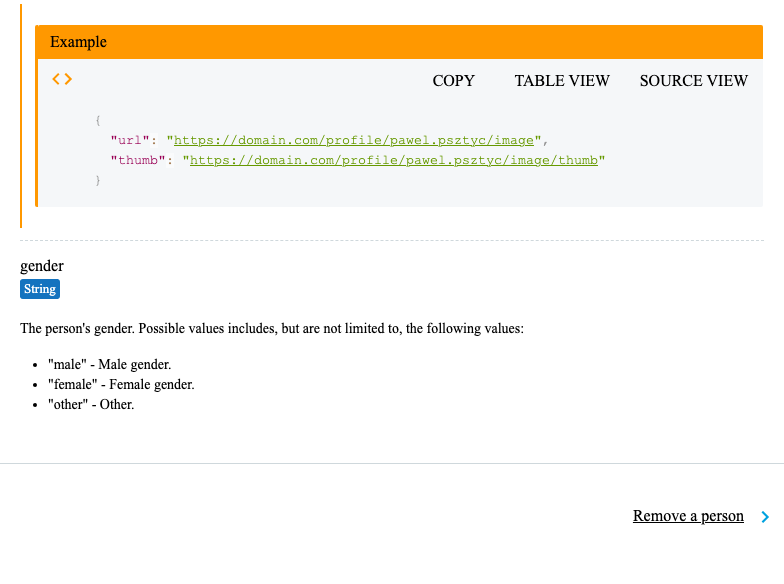 Example
<> COPY TABLE VIEW SOURCE VIEW
{
"url": "https://domain.com/profile/pawel.psztyc/image",
"thumb": "https://domain.com/profile/pawel.psztyc/image/thumb"
}
gender
String
The person's gender. Possible values includes, but are not limited to, the following values:
• "male" - Male gender.
• "female" - Female gender.
• "other" - Other.
Remove a person